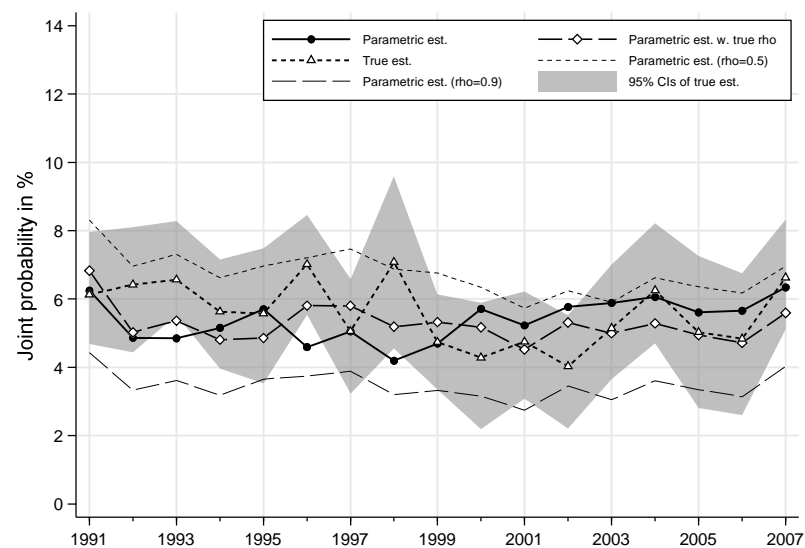 14
12
10
8
6
4
2
0
Joint probability in %
Parametric est.
True est.
Parametric est. (rho=0.9)
Parametric est. w. true rho
Parametric est. (rho=0.5)
95% CIs of true est.
1991 1993 1995 1997 1999 2001 2003 2005 2007